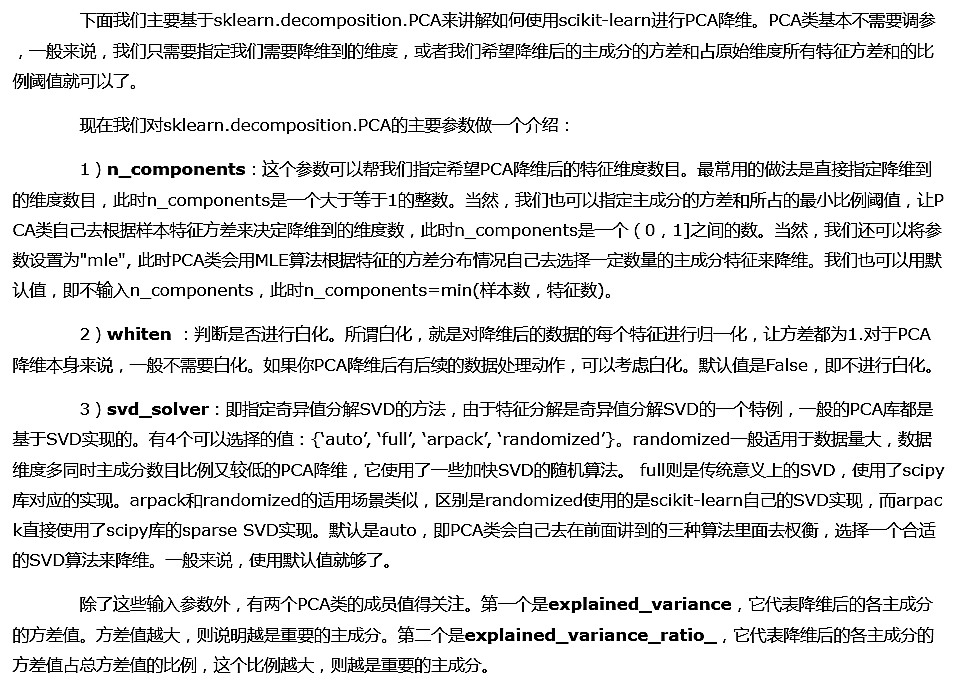 下面我们主要基于sklearn.decomposition.PCA来讲解如何使用scikit-learn进行PCA降维。PCA类基本不需要调参
，一般来说，我们只需要指定我们需要降维到的维度，或者我们希望降维后的主成分的方差和占原始维度所有特征方差和的比
例阈值就可以了。
现在我们对sklearn.decomposition.PCA的主要参数做一个介绍：
1）n_components：这个参数可以帮我们指定希望PCA降维后的特征维度数目。最常用的做法是直接指定降维到
的维度数目，此时n_components是一个大于等于1的整数。当然，我们也可以指定主成分的方差和所占的最小比例阈值，让P
CA类自己去根据样本特征方差来决定降维到的维度数，此时n_components是一个（0，1]之间的数。当然，我们还可以将参
数设置为"mle", 此时PCA类会用MLE算法根据特征的方差分布情况自己去选择一定数量的主成分特征来降维。我们也可以用默
认值，即不输入n_components，此时n_components=min(样本数，特征数)。
2）whiten ：判断是否进行白化。所谓白化，就是对降维后的数据的每个特征进行归一化，让方差都为1.对于PCA
降维本身来说，一般不需要白化。如果你PCA降维后有后续的数据处理动作，可以考虑白化。默认值是False，即不进行白化。
3）svd_solver：即指定奇异值分解SVD的方法，由于特征分解是奇异值分解SVD的一个特例，一般的PCA库都是
基于SVD实现的。有4个可以选择的值：{‘auto’, ‘full’, ‘arpack’, ‘randomized’}。randomized一般适用于数据量大，数据
维度多同时主成分数目比例又较低的PCA降维，它使用了一些加快SVD的随机算法。 full则是传统意义上的SVD，使用了scipy
库对应的实现。arpack和randomized的适用场景类似，区别是randomized使用的是scikit-learn自己的SVD实现，而arpac
k直接使用了scipy库的sparse SVD实现。默认是auto，即PCA类会自己去在前面讲到的三种算法里面去权衡，选择一个合适
的SVD算法来降维。一般来说，使用默认值就够了。
除了这些输入参数外，有两个PCA类的成员值得关注。第一个是explained_variance，它代表降维后的各主成分
的方差值。方差值越大，则说明越是重要的主成分。第二个是explained_variance_ratio_，它代表降维后的各主成分的
方差值占总方差值的比例，这个比例越大，则越是重要的主成分。